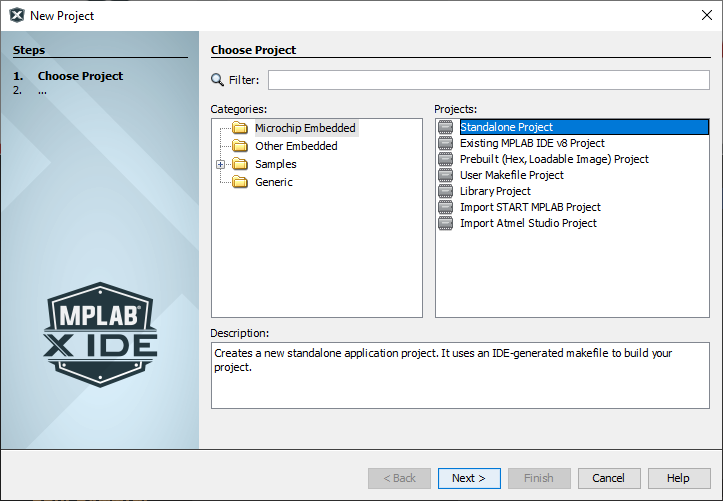 New Project
Steps
1. Choose Project
2. ...
MPLAB®
X IDE
Choose Project
Filter:
Categories:
Microchip Embedded
Other Embedded
Samples
Generic
Projects:
Standalone Project
Existing MPLAB IDE v8 Project
Prebuilt (Hex, Loadable Image) Project
User Makefile Project
Library Project
Import START MPLAB Project
Import Atmel Studio Project
Description:
Creates a new standalone application project. It uses an IDE-generated makefile to build your
project.
< Back
Next >
Finish
Cancel
Help